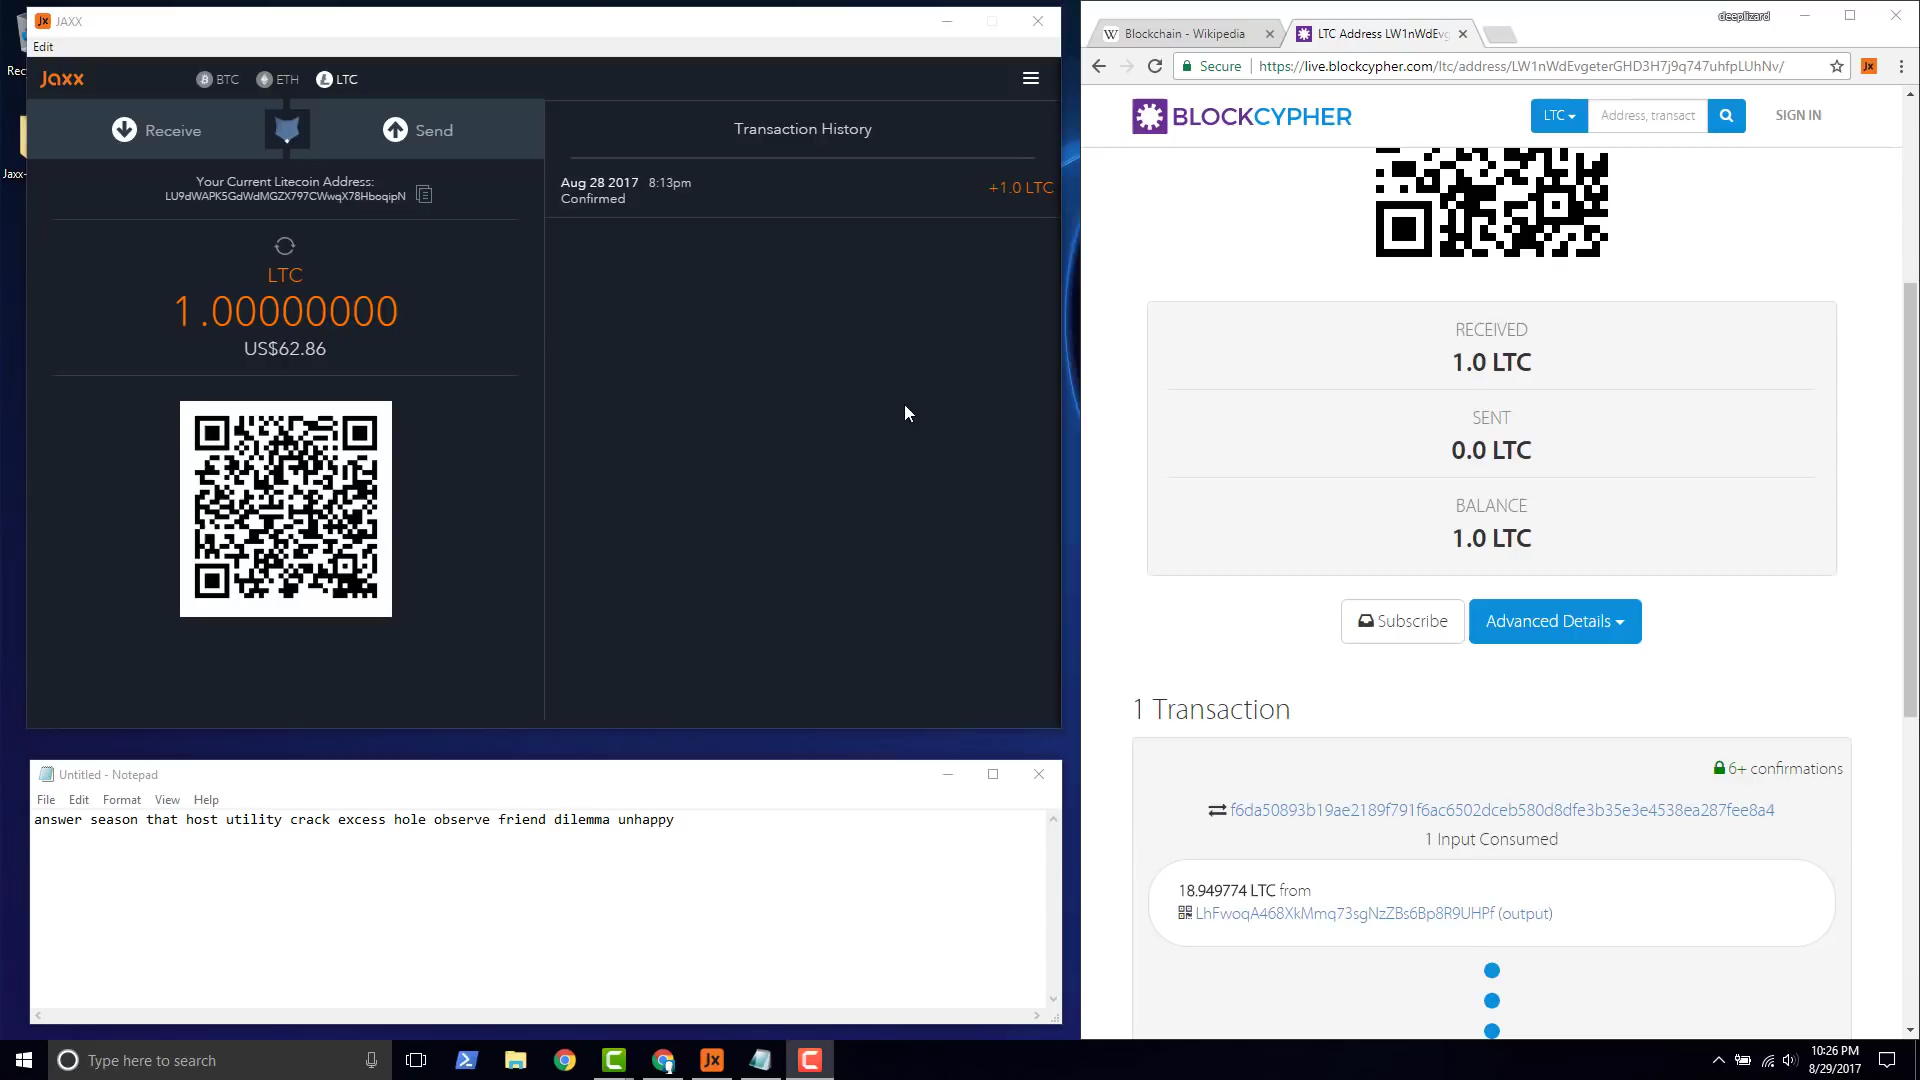 JAXX
Edit
Jaxx
BTC
ETH
LTC
Receive
Send
Your Current Litecoin Address:
LU9dWAPK5GdWdMGZX797CWwqX78HboqipN
LTC
1.00000000
US$62.86
Transaction History
Aug 28 2017 8:13pm
Confirmed
+1.0 LTC
Untitled - Notepad
File Edit Format View Help
answer season that host utility crack excess hole observe friend dilemma unhappy
deeplizard
Blockchain - Wikipedia
LTC Address LW1nWdEvg
Secure
https://live.blockcypher.com/ltc/address/LW1nWdEvgeterGHD3H7j9q747uhfpLUhNv/
BLOCKCYPHER
LTC
Address, transact
SIGN IN
RECEIVED
1.0 LTC
SENT
0.0 LTC
BALANCE
1.0 LTC
Subscribe
Advanced Details
1 Transaction
6+ confirmations
f6da50893b19ae2189f791f6ac6502dceb580d8dfe3b35e3e4538ea287fee8a4
1 Input Consumed
18.949774 LTC from
LhFwoqA468XkMmq73sgNzZBs6Bp8R9UHPf (output)
Type here to search
10:26 PM
8/29/2017